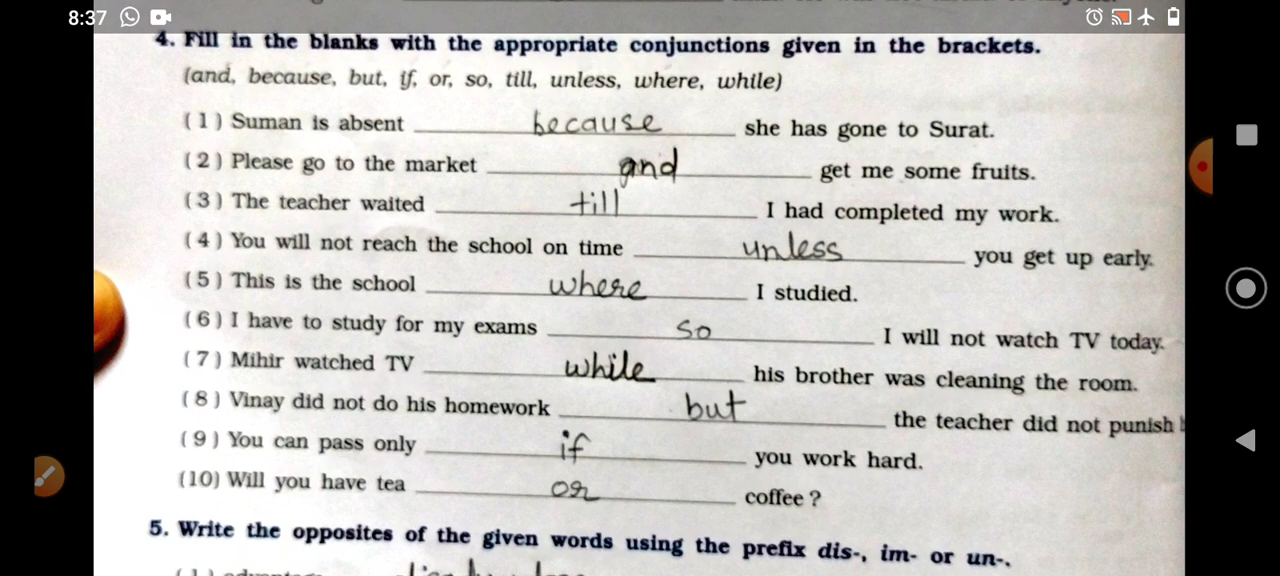 8:37
4. Fill in the blanks with the appropriate conjunctions given in the brackets.
(and, because, but, if, or, so, till, unless, where, while)
(1) Suman is absent because she has gone to Surat.
(2) Please go to the market and get me some fruits.
(3) The teacher waited till I had completed my work.
(4) You will not reach the school on time unless you get up early.
(5) This is the school where I studied.
(6) I have to study for my exams so I will not watch TV today.
(7) Mihir watched TV while his brother was cleaning the room.
(8) Vinay did not do his homework but the teacher did not punish
(9) You can pass only if you work hard.
(10) Will you have tea or coffee ?
5. Write the opposites of the given words using the prefix dis-, im- or un-.